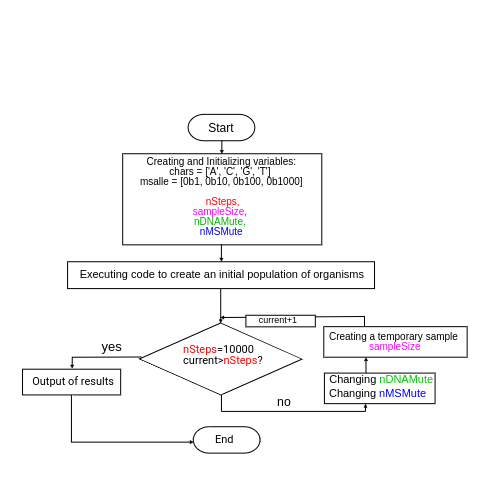 Start
Creating and Initializing variables:
chars = ['A', 'C', 'G', 'T']
msalle = [0b1, 0b10, 0b100, 0b1000]
nSteps,
sampleSize,
nDNAMute,
nMSMute
Executing code to create an initial population of organisms
current+1
Creating a temporary sample
sampleSize
yes
nSteps=10000
current>nSteps?
Changing nDNAMute
Changing nMSMute
Output of results
no
End